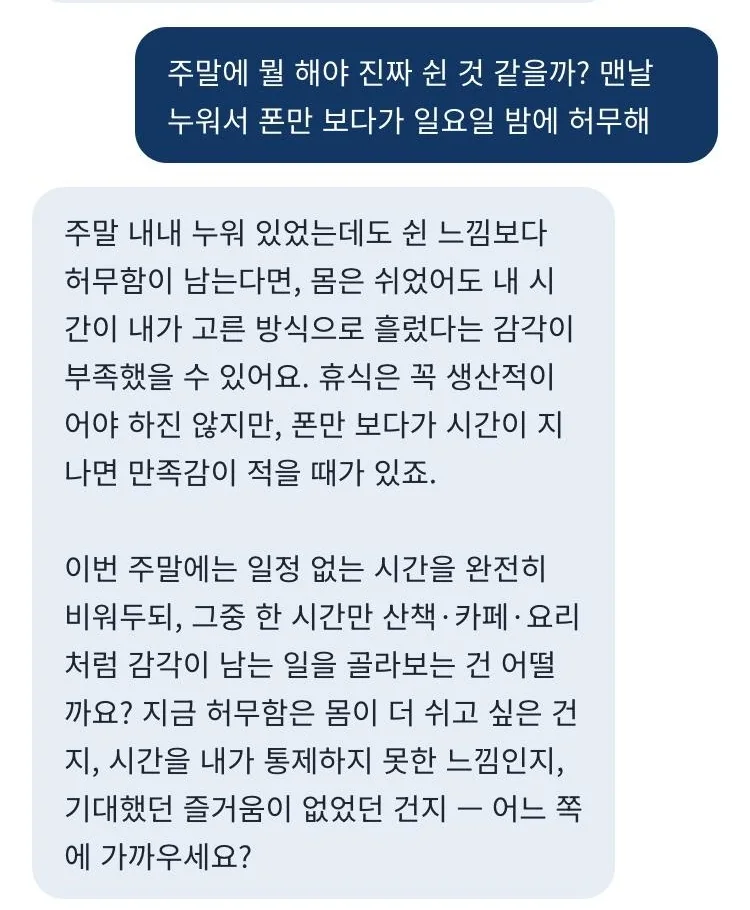 주말에 뭘 해야 진짜 쉰 것 같을까? 맨날
누워서 폰만 보다가 일요일 밤에 허무해
주말 내내 누워 있었는데도 쉰 느낌보다
허무함이 남는다면, 몸은 쉬었어도 내 시
간이 내가 고른 방식으로 흘렀다는 감각이
부족했을 수 있어요. 휴식은 꼭 생산적이
어야 하진 않지만, 폰만 보다가 시간이 지
나면 만족감이 적을 때가 있죠.
이번 주말에는 일정 없는 시간을 완전히
비워두되, 그중 한 시간만 산책·카페·요리
처럼 감각이 남는 일을 골라보는 건 어떨
까요? 지금 허무함은 몸이 더 쉬고 싶은 건
지, 시간을 내가 통제하지 못한 느낌인지,
기대했던 즐거움이 없었던 건지 — 어느 쪽
에 가까우세요?